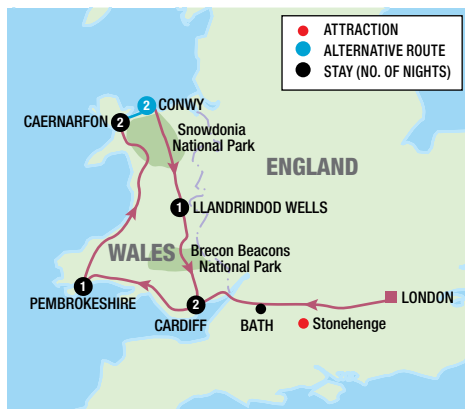 ATTRACTION
ALTERNATIVE ROUTE
STAY (NO. OF NIGHTS)
2 CONWY
CAERNARFON 2
Snowdonia
National Park
ENGLAND
1 LLANDRINDOD WELLS
WALES
Brecon Beacons
National Park
1
PEMBROKESHIRE
2
CARDIFF
BATH
LONDON
Stonehenge